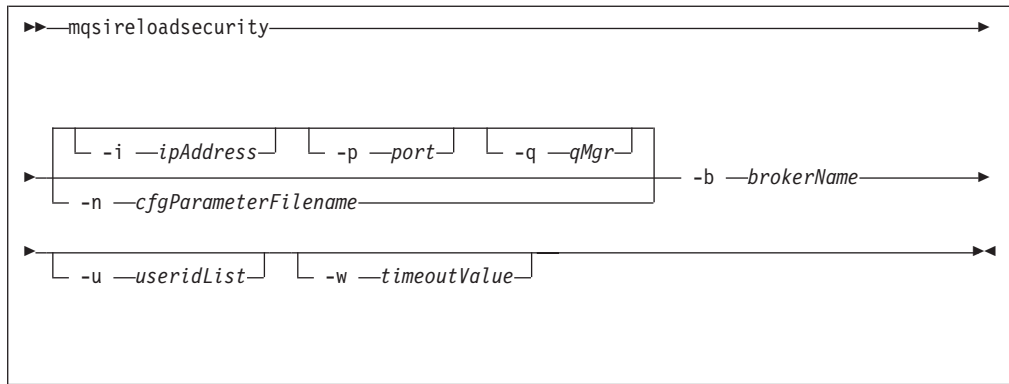 mqsireloadsecurity
-i ipAddress -p port -q qMgr
-b brokerName
-n cfgParameterFilename
-u useridList -w timeoutValue